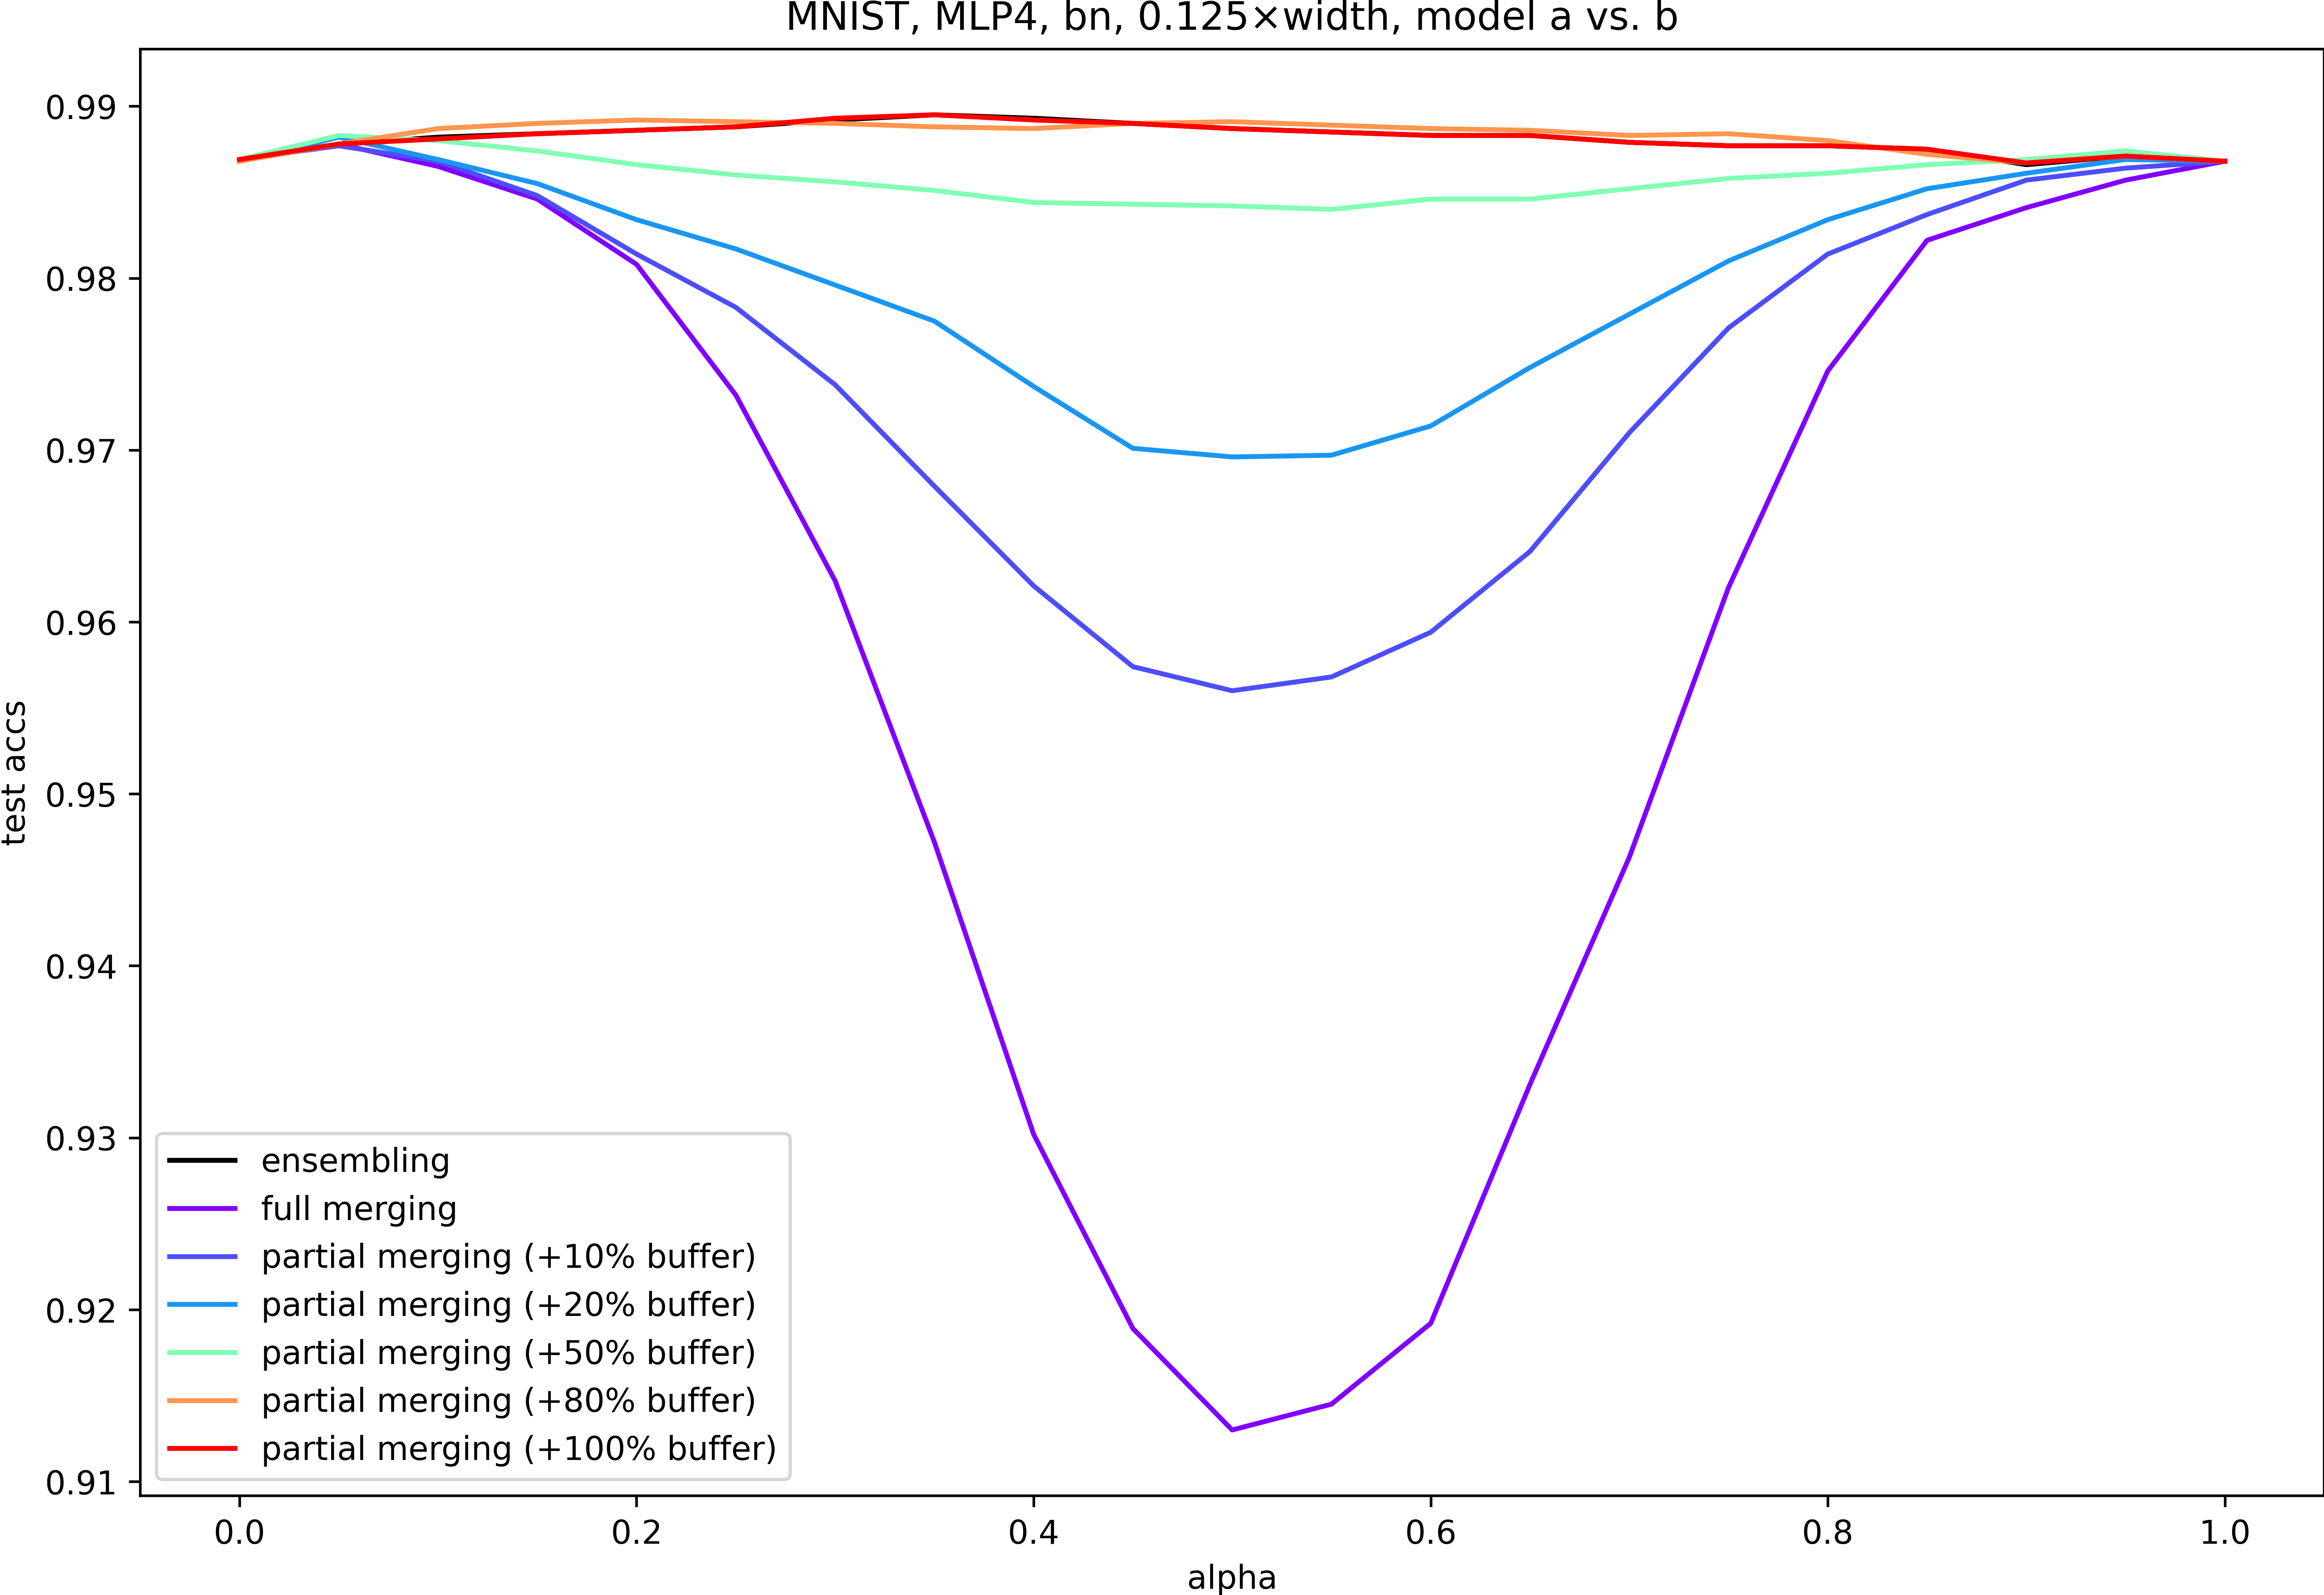 MNIST, MLP4, bn, 0.125×width, model a vs. b
0.99
0.98
0.97
0.96
0.95
0.94
0.93
0.92
0.91
test accs
ensembling
full merging
partial merging (+10% buffer)
partial merging (+20% buffer)
partial merging (+50% buffer)
partial merging (+80% buffer)
partial merging (+100% buffer)
0.0 0.2 0.4 0.6 0.8 1.0
alpha